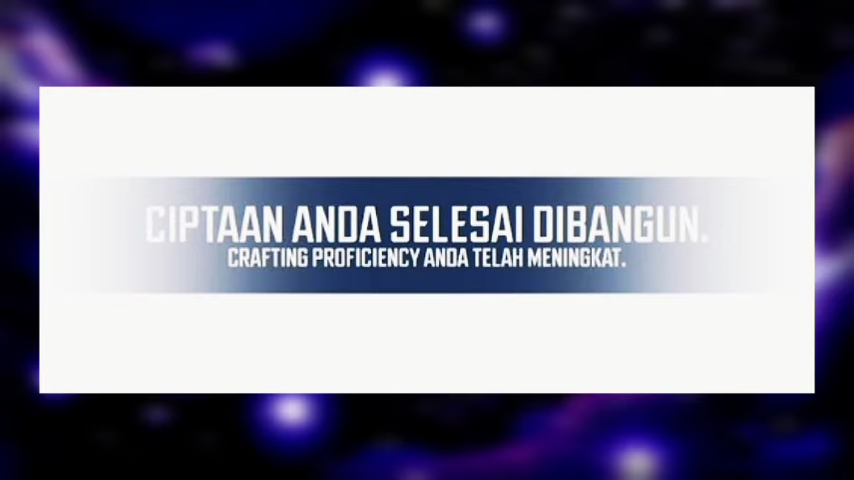 CIPTAAN ANDA SELESAI DIBANGUN.
CRAFTING PROFICIENCY ANDA TELAH MENINGKAT.